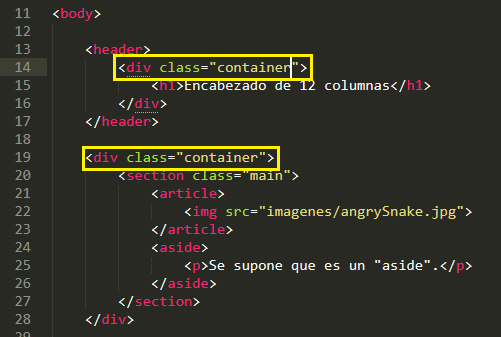 11 <body>
12
13 <header>
14 <div class="container">
15 <h1>Encabezado de 12 columnas</h1>
16 </div>
17 </header>
18
19 <div class="container">
20 <section class="main">
21 <article>
22 <img src="imagenes/angrySnake.jpg">
23 </article>
24 <aside>
25 <p>Se supone que es un "aside".</p>
26 </aside>
27 </section>
28 </div>
29